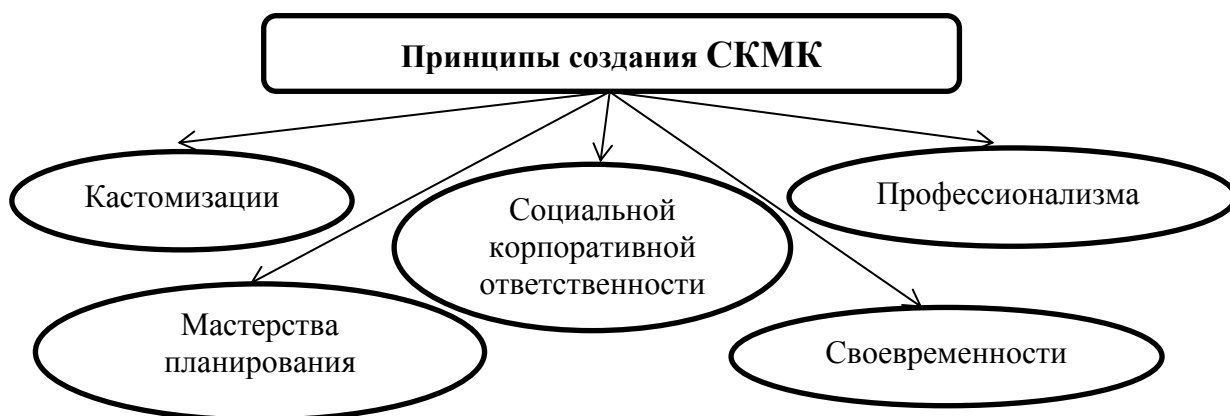 Принципы создания СКМК
Кастомизации
Социальной
корпоративной
ответственности
Профессионализма
Мастерства
планирования
Своевременности